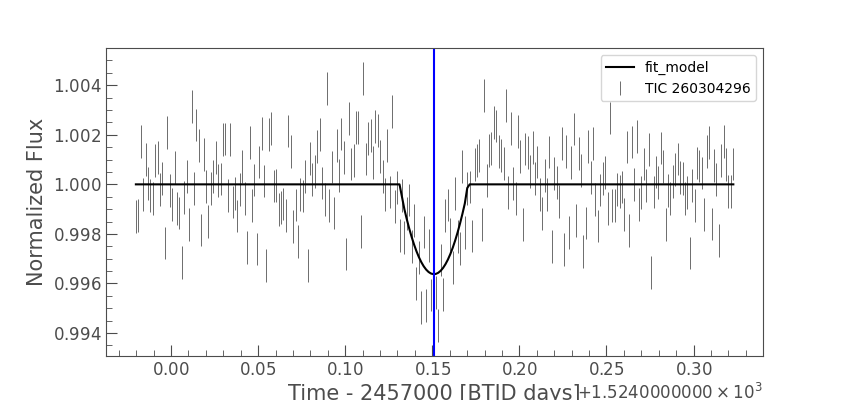 fit_model
TIC 260304296
Normalized Flux
1.004
1.002
1.000
0.998
0.996
0.994
0.00 0.05 0.10 0.15 0.20 0.25 0.30
Time - 2457000 [BTJD days]
+1.5240000000 × 10³